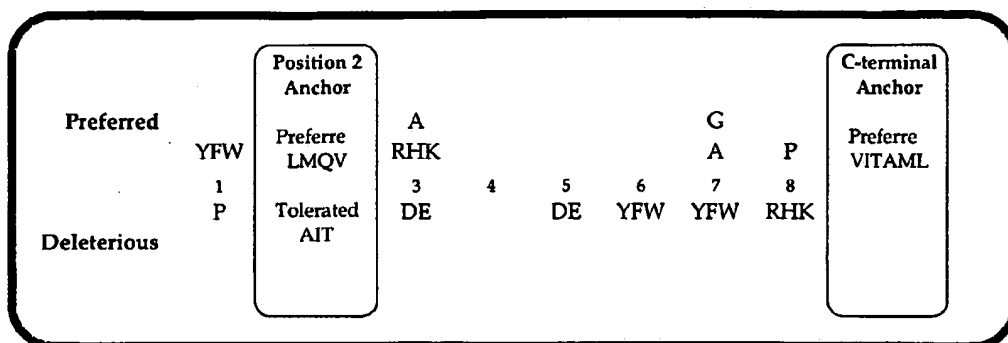 Position 2 C-terminal
Anchor Anchor
Preferred A G
Preferre Preferre
YFW LMQV RHK A P VITAML
1 3 4 5 6 7 8
P Tolerated DE DE YFW YFW RHK
AIT
Deleterious